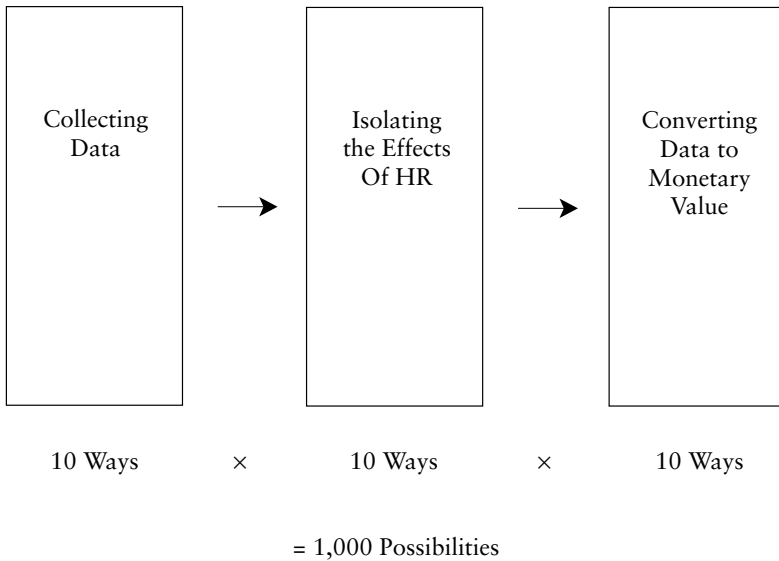 Collecting
Data
Isolating
the Effects
Of HR
Converting
Data to
Monetary
Value
10 Ways × 10 Ways × 10 Ways
= 1,000 Possibilities